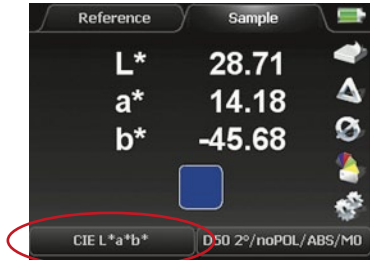 Reference Sample
L* 28.71
a* 14.18
b* -45.68
CIE L*a*b* D50 2°/noPOL/ABS/M0